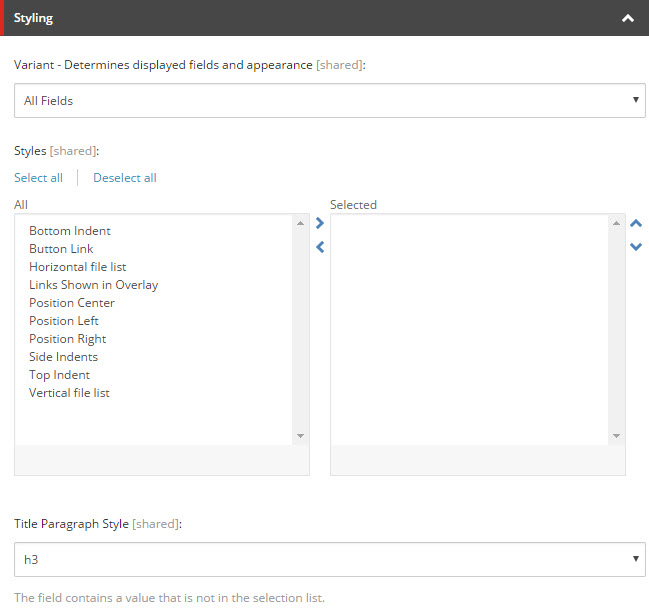 Styling
Variant - Determines displayed fields and appearance [shared]:
All Fields
Styles [shared]:
Select all
Deselect all
All
Selected
Bottom Indent
Button Link
Horizontal file list
Links Shown in Overlay
Position Center
Position Left
Position Right
Side Indents
Top Indent
Vertical file list
Title Paragraph Style [shared]:
h3
The field contains a value that is not in the selection list.